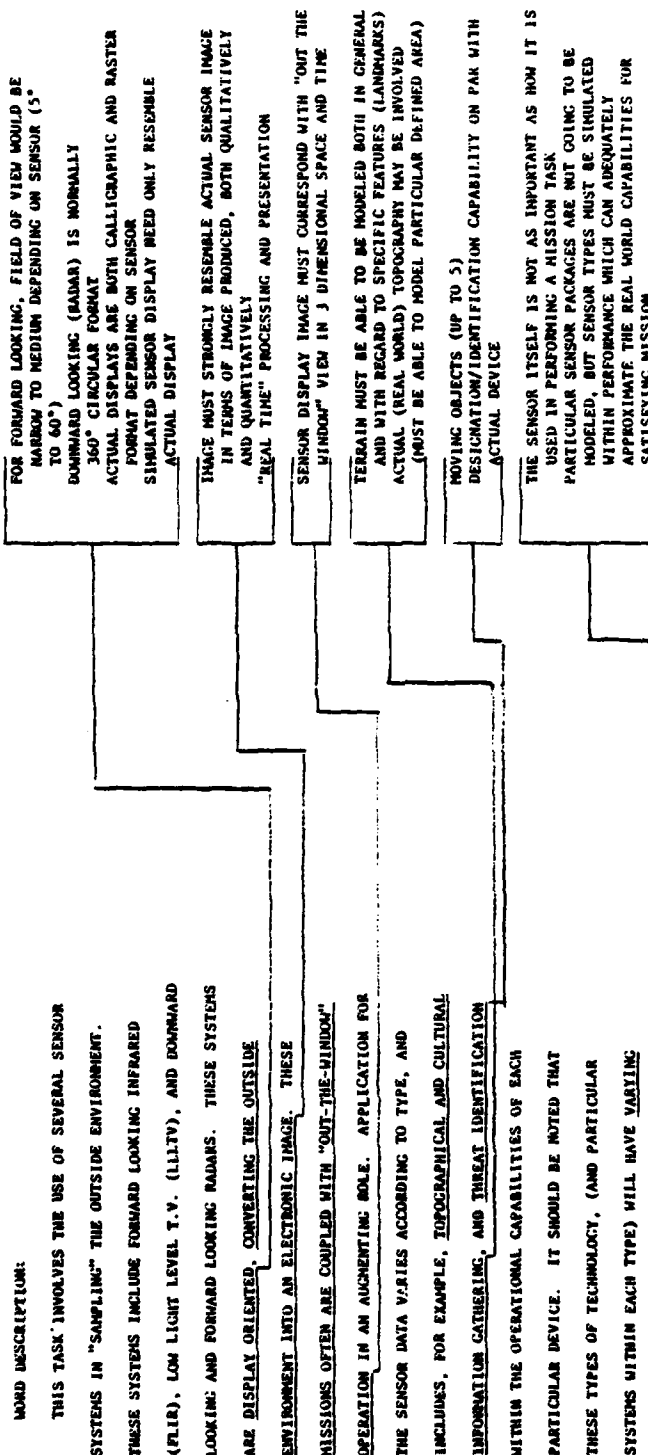 WORD DESCRIPTION:
THIS TASK INVOLVES THE USE OF SEVERAL SENSOR
SYSTEMS IN "SAMPLING" THE OUTSIDE ENVIRONMENT.
THESE SYSTEMS INCLUDE FORWARD LOOKING INFRARED
(FLIR), LOW LIGHT LEVEL T.V. (LLLTV), AND DOWNWARD
LOOKING AND FORWARD LOOKING RADARS. THESE SYSTEMS
ARE DISPLAY ORIENTED, CONVERTING THE OUTSIDE
ENVIRONMENT INTO AN ELECTRONIC IMAGE. THESE
MISSIONS OFTEN ARE COUPLED WITH "OUT-THE-WINDOW"
OPERATION IN AN AUGMENTING ROLE. APPLICATION FOR
THE SENSOR DATA VARIES ACCORDING TO TYPE, AND
INCLUDES, FOR EXAMPLE, TOPOGRAPHICAL AND CULTURAL
INFORMATION GATHERING, AND THREAT IDENTIFICATION
WITHIN THE OPERATIONAL CAPABILITIES OF EACH
PARTICULAR DEVICE. IT SHOULD BE NOTED THAT
THESE TYPES OF TECHNOLOGY, (AND PARTICULAR
SYSTEMS WITHIN EACH TYPE) WILL HAVE VARYING
FOR FORWARD LOOKING, FIELD OF VIEW WOULD BE
NARROW TO MEDIUM DEPENDING ON SENSOR (5°
TO 60°)
DOWNWARD LOOKING (RADAR) IS NORMALLY
360° CIRCULAR FORMAT
ACTUAL DISPLAYS ARE BOTH CALLIGRAPHIC AND RASTER
FORMAT DEPENDING ON SENSOR
SIMULATED SENSOR DISPLAY NEED ONLY RESEMBLE
ACTUAL DISPLAY
IMAGE MUST STRONGLY RESEMBLE ACTUAL SENSOR IMAGE
IN TERMS OF IMAGE PRODUCED, BOTH QUALITATIVELY
AND QUANTITATIVELY
"REAL TIME" PROCESSING AND PRESENTATION
SENSOR DISPLAY IMAGE MUST CORRESPOND WITH "OUT THE
WINDOW" VIEW IN 3 DIMENSIONAL SPACE AND TIME
TERRAIN MUST BE ABLE TO BE MODELED BOTH IN GENERAL
AND WITH REGARD TO SPECIFIC FEATURES (LANDMARKS)
ACTUAL (REAL WORLD) TOPOGRAPHY MAY BE INVOLVED
(MUST BE ABLE TO MODEL PARTICULAR DEFINED AREA)
MOVING OBJECTS (UP TO 5)
DESIGNATION/IDENTIFICATION CAPABILITY ON PAR WITH
ACTUAL DEVICE
THE SENSOR ITSELF IS NOT AS IMPORTANT AS HOW IT IS
USED IN PERFORMING A MISSION TASK
PARTICULAR SENSOR PACKAGES ARE NOT GOING TO BE
MODELED, BUT SENSOR TYPES MUST BE SIMULATED
WITHIN PERFORMANCE WHICH CAN ADEQUATELY
APPROXIMATE THE REAL WORLD CAPABILITIES FOR
SATISFYING MISSION